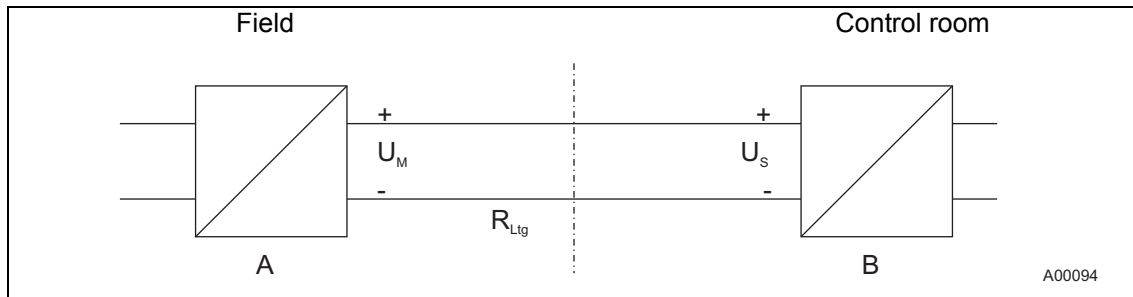 Field Control room
+ +
U_M U_S
- -
R_Ltg
A B
A00094